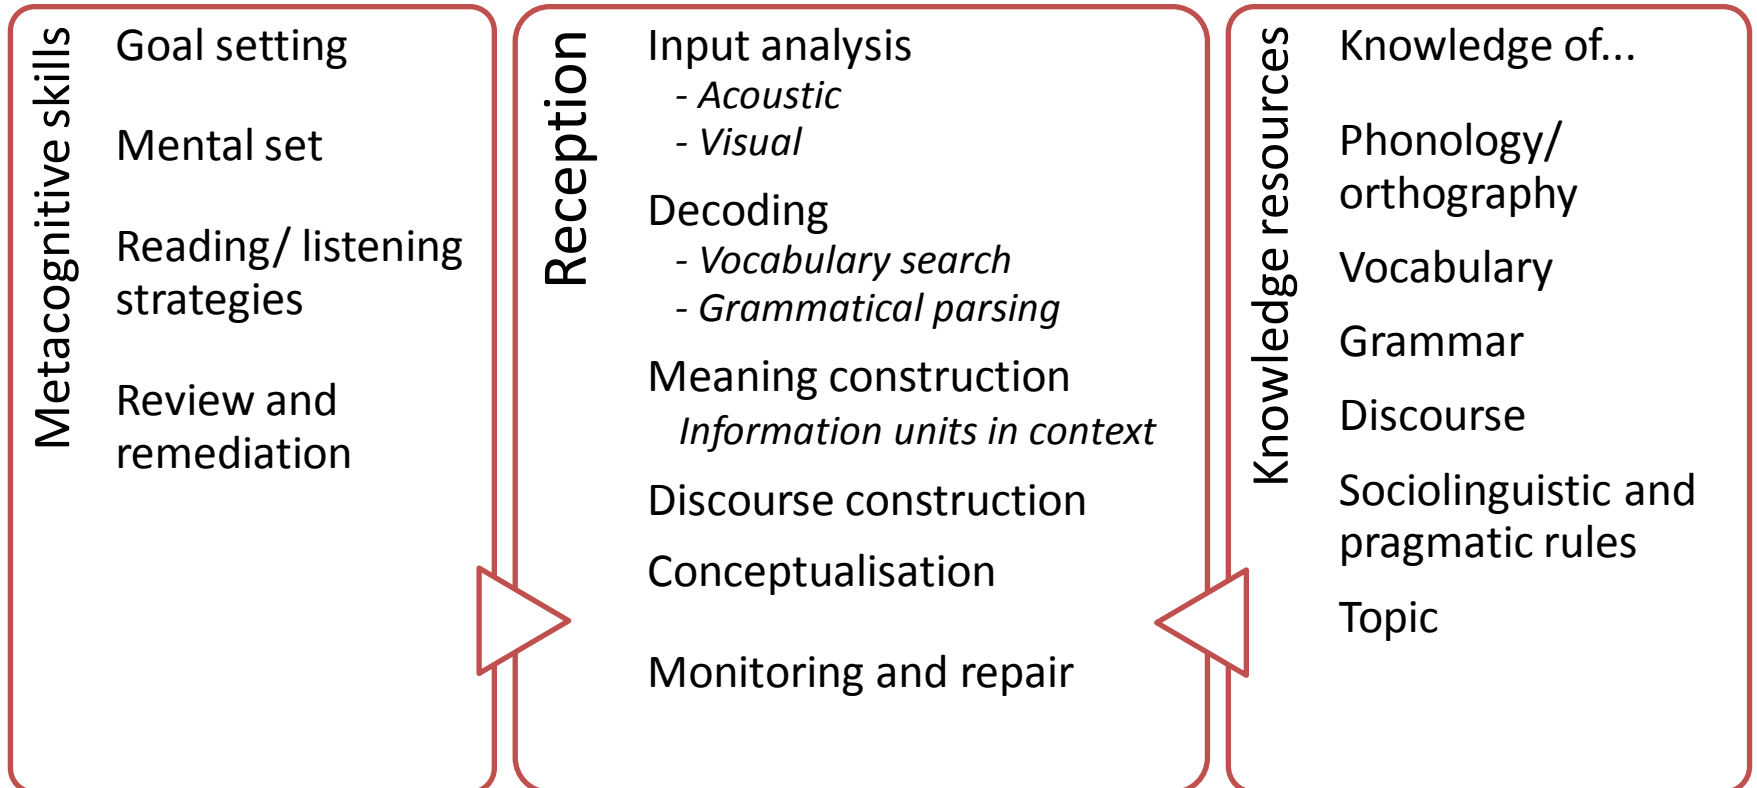 Metacognitive skills
Goal setting
Mental set
Reading/ listening
strategies
Review and
remediation
Reception
Input analysis
- Acoustic
- Visual
Decoding
- Vocabulary search
- Grammatical parsing
Meaning construction
Information units in context
Discourse construction
Conceptualisation
Monitoring and repair
Knowledge resources
Knowledge of...
Phonology/
orthography
Vocabulary
Grammar
Discourse
Sociolinguistic and
pragmatic rules
Topic